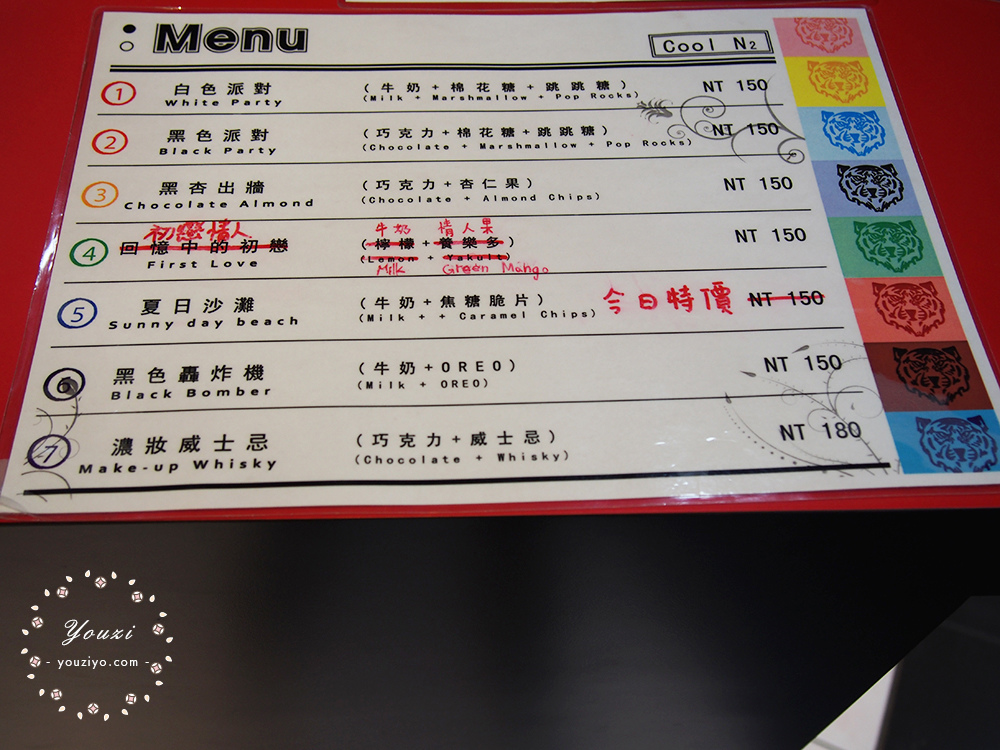 Menu
Cool N₂
① 白色派對 (牛奶+棉花糖+跳跳糖) NT 150
White Party (Milk + Marshmallow + Pop Rocks)
② 黑色派對 (巧克力+棉花糖+跳跳糖) NT 150
Black Party (Chocolate + Marshmallow + Pop Rocks)
③ 黑杏出牆 (巧克力+杏仁果) NT 150
Chocolate Almond (Chocolate + Almond Chips)
初戀情人 牛奶 情人果
④ 回憶中的初戀 (檸檬+養樂多) NT 150
First Love (Lemon + Yakult)
Milk Green Mango
⑤ 夏日沙灘 (牛奶+焦糖脆片) 今日特價 NT 150
Sunny day beach (Milk + + Caramel Chips)
⑥ 黑色轟炸機 (牛奶+OREO) NT 150
Black Bomber (Milk + OREO)
⑦ 濃妝威士忌 (巧克力+威士忌) NT 180
Make-up Whisky (Chocolate + Whisky)
Youzi
- youziyo.com -